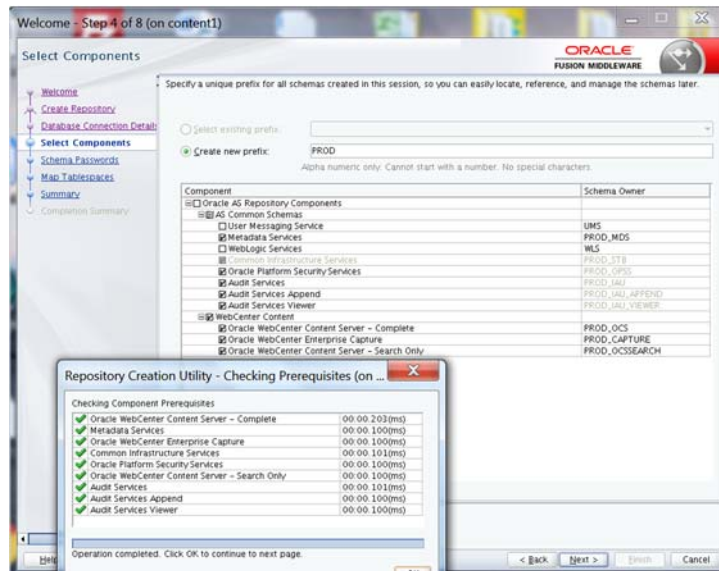 Welcome - Step 4 of 8 (on content1)
Select Components
ORACLE
FUSION MIDDLEWARE
Welcome
Create Repository
Database Connection Details
Select Components
Schema Passwords
Map Tablespaces
Summary
Completion Summary
Specify a unique prefix for all schemas created in this session, so you can easily locate, reference, and manage the schemas later.
Select existing prefix:
Create new prefix: PROD
Alpha numeric only. Cannot start with a number. No special characters.
Component Schema Owner
Oracle AS Repository Components
AS Common Schemas
User Messaging Service UMS
Metadata Services PROD_MDS
WebLogic Services WLS
Common Infrastructure Services PROD_STB
Oracle Platform Security Services PROD_OPSS
Audit Services PROD_IAU
Audit Services Append PROD_IAU_APPEND
Audit Services Viewer PROD_IAU_VIEWER
WebCenter Content
Oracle WebCenter Content Server - Complete PROD_OCS
Oracle WebCenter Enterprise Capture PROD_CAPTURE
Oracle WebCenter Content Server - Search Only PROD_OCSSEARCH
Repository Creation Utility - Checking Prerequisites (on ...
Checking Component Prerequisites
Oracle WebCenter Content Server - Complete 00:00.203(ms)
Metadata Services 00:00.100(ms)
Oracle WebCenter Enterprise Capture 00:00.100(ms)
Common Infrastructure Services 00:00.101(ms)
Oracle Platform Security Services 00:00.100(ms)
Oracle WebCenter Content Server - Search Only 00:00.100(ms)
Audit Services 00:00.101(ms)
Audit Services Append 00:00.100(ms)
Audit Services Viewer 00:00.100(ms)
Operation completed. Click OK to continue to next page.
Help < Back Next > Finish Cancel